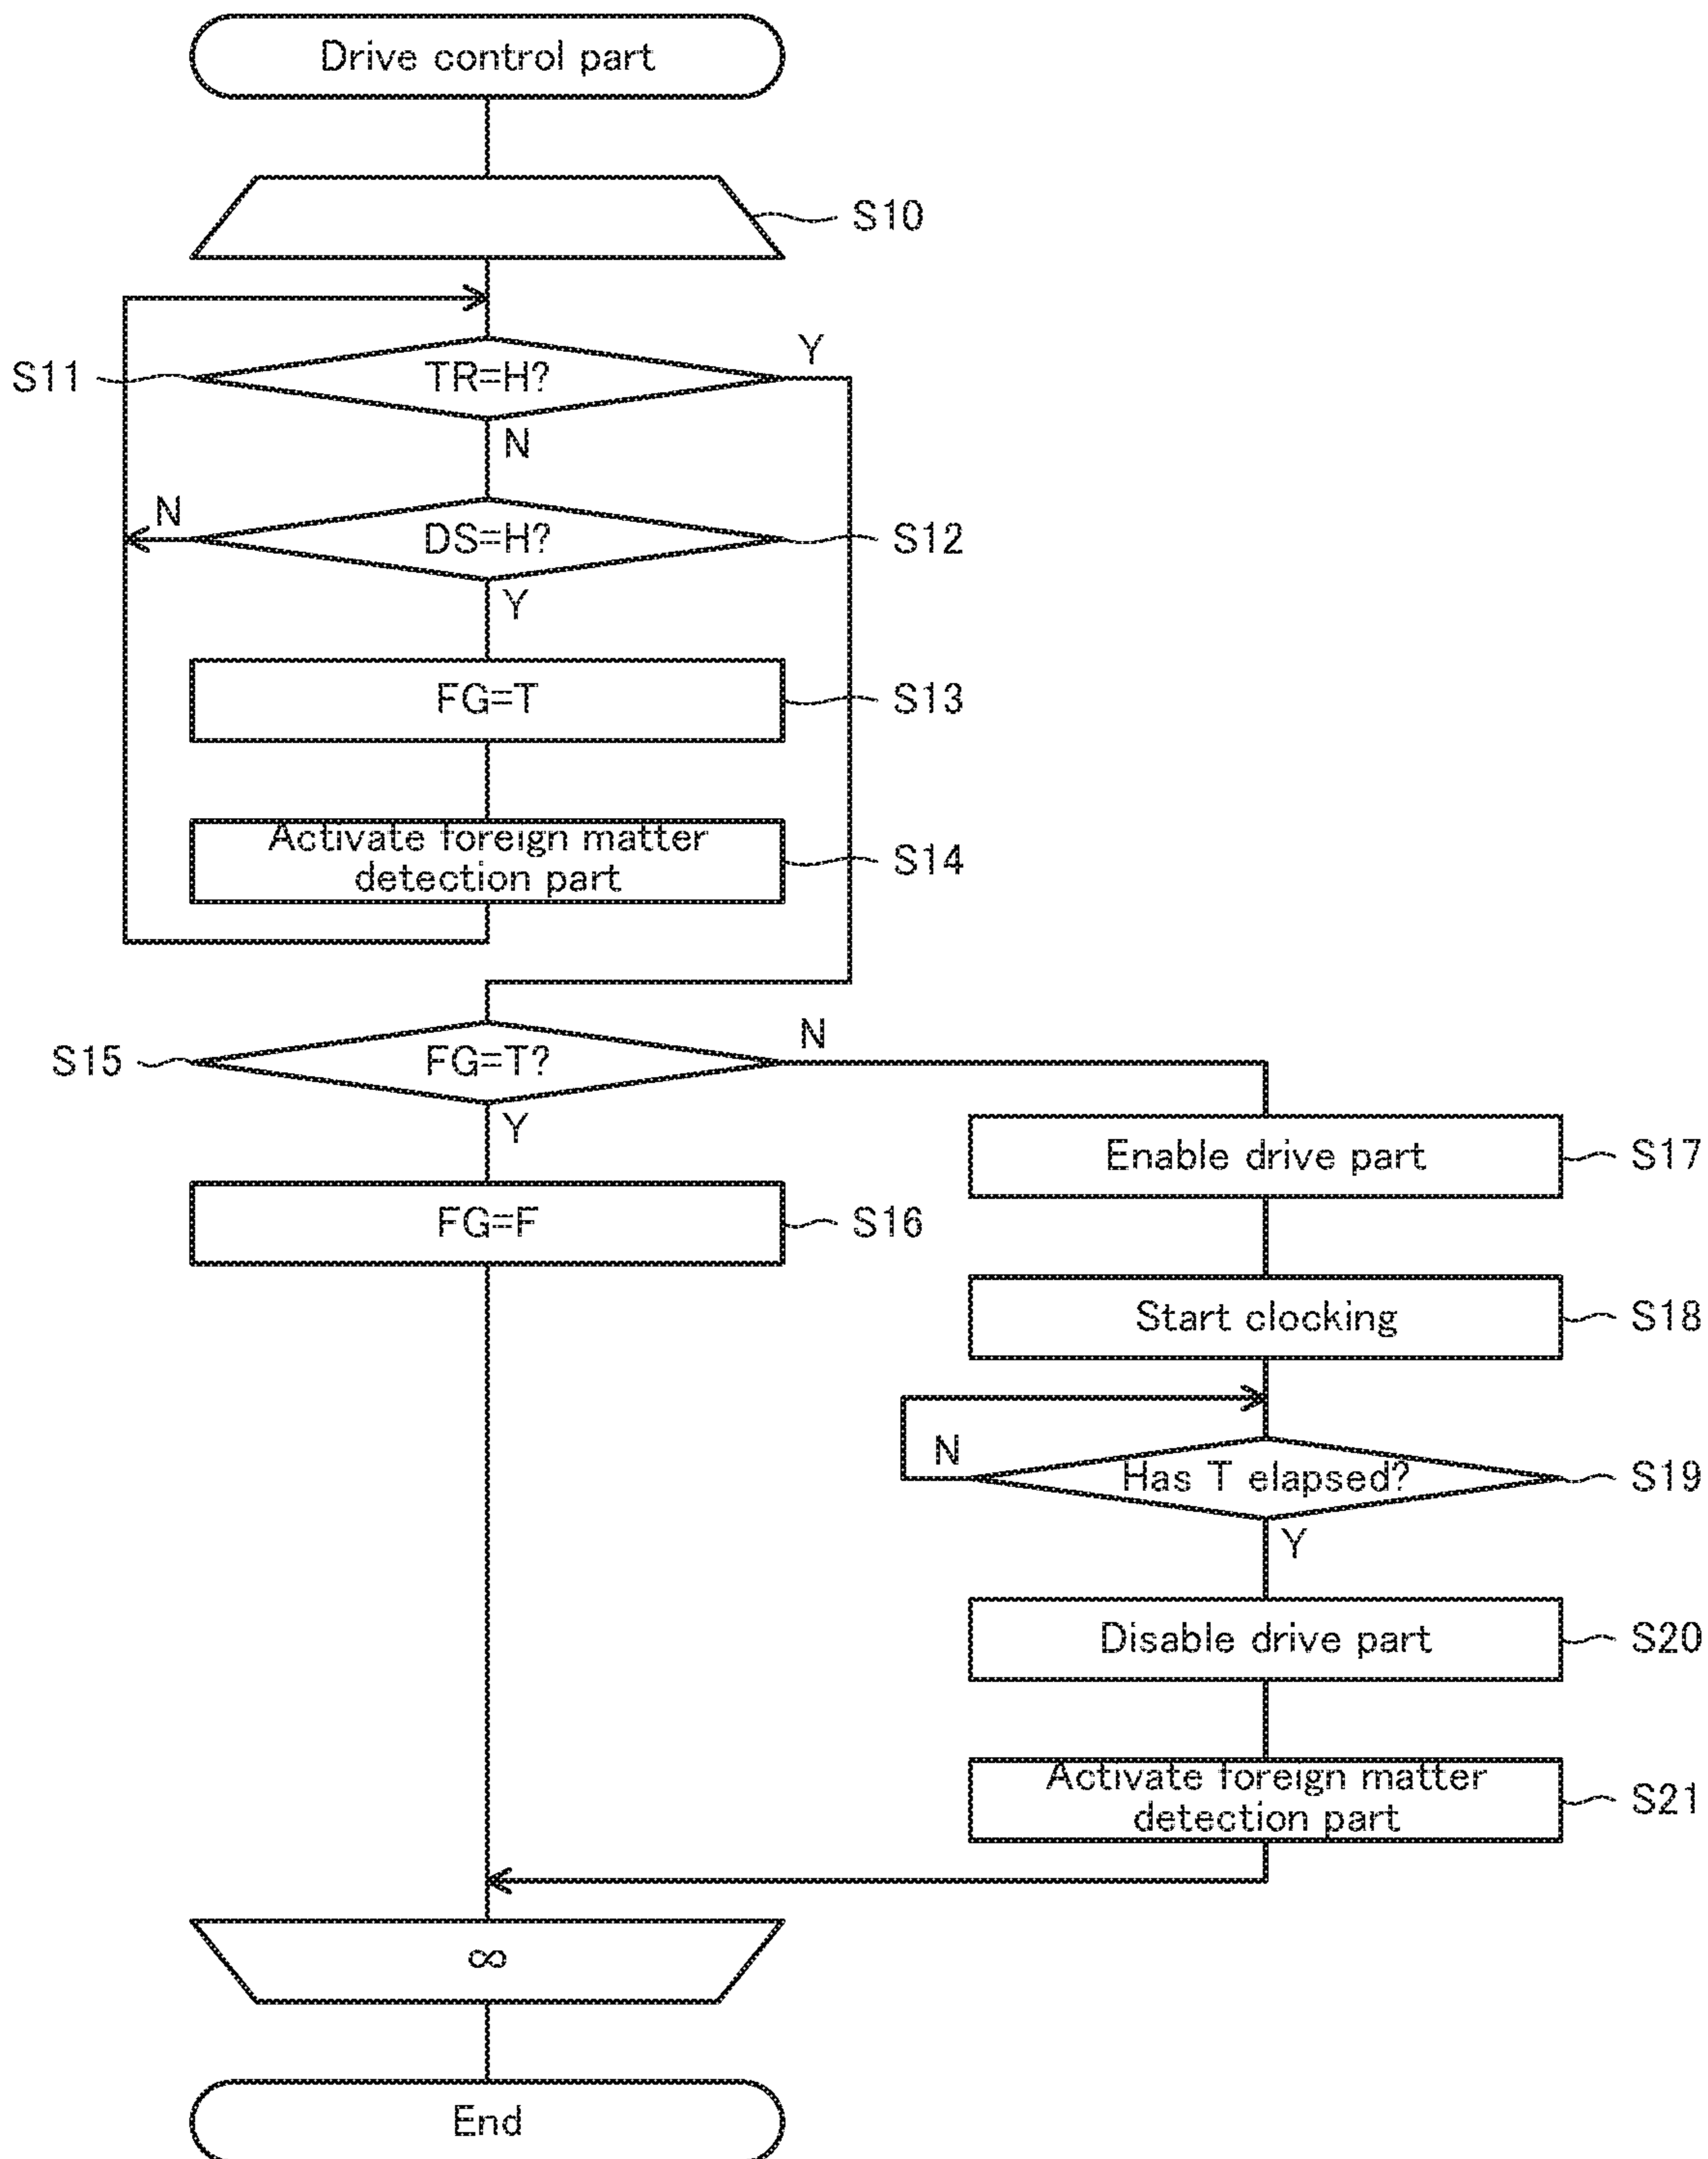 Drive control part
S10
S11
TR=H?
Y
N
N
DS=H?
S12
Y
FG=T
S13
Activate foreign matter
detection part
S14
S15
FG=T?
N
Y
Enable drive part
S17
FG=F
S16
Start clocking
S18
N
Has T elapsed?
S19
Y
Disable drive part
S20
Activate foreign matter
detection part
S21
∞
End